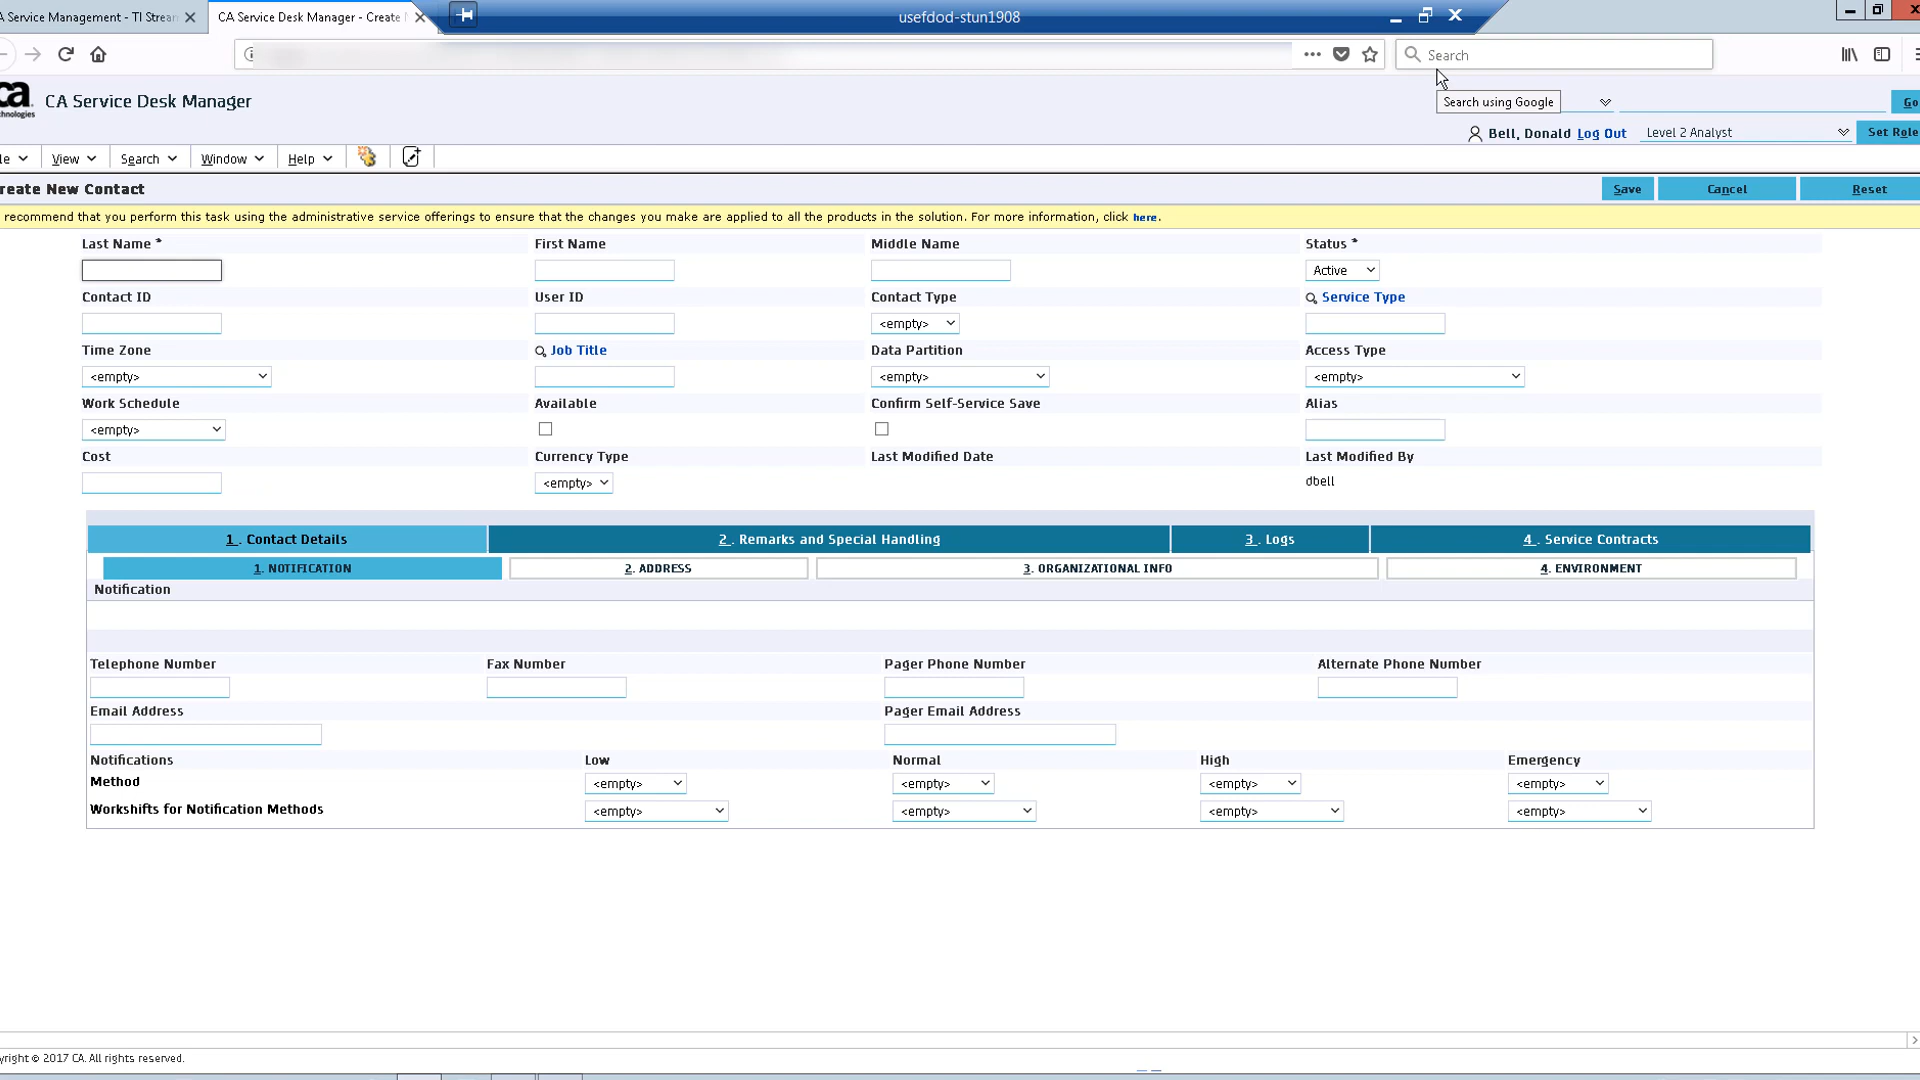 A Service Management - TI Stream
CA Service Desk Manager - Create
usefdod-stun1908
Search
ca
technologies
CA Service Desk Manager
Search using Google
Go
Bell, Donald Log Out Level 2 Analyst Set Role
le View Search Window Help
reate New Contact Save Cancel Reset
recommend that you perform this task using the administrative service offerings to ensure that the changes you make are applied to all the products in the solution. For more information, click here.
Last Name * First Name Middle Name Status *
Active
Contact ID User ID Contact Type Service Type
<empty>
Time Zone Job Title Data Partition Access Type
<empty> <empty> <empty>
Work Schedule Available Confirm Self-Service Save Alias
<empty>
Cost Currency Type Last Modified Date Last Modified By
<empty> dbell
1 . Contact Details 2 . Remarks and Special Handling 3 . Logs 4 . Service Contracts
1. NOTIFICATION 2. ADDRESS 3. ORGANIZATIONAL INFO 4. ENVIRONMENT
Notification
Telephone Number Fax Number Pager Phone Number Alternate Phone Number
Email Address Pager Email Address
Notifications Low Normal High Emergency
Method <empty> <empty> <empty> <empty>
Workshifts for Notification Methods <empty> <empty> <empty> <empty>
yright © 2017 CA. All rights reserved.